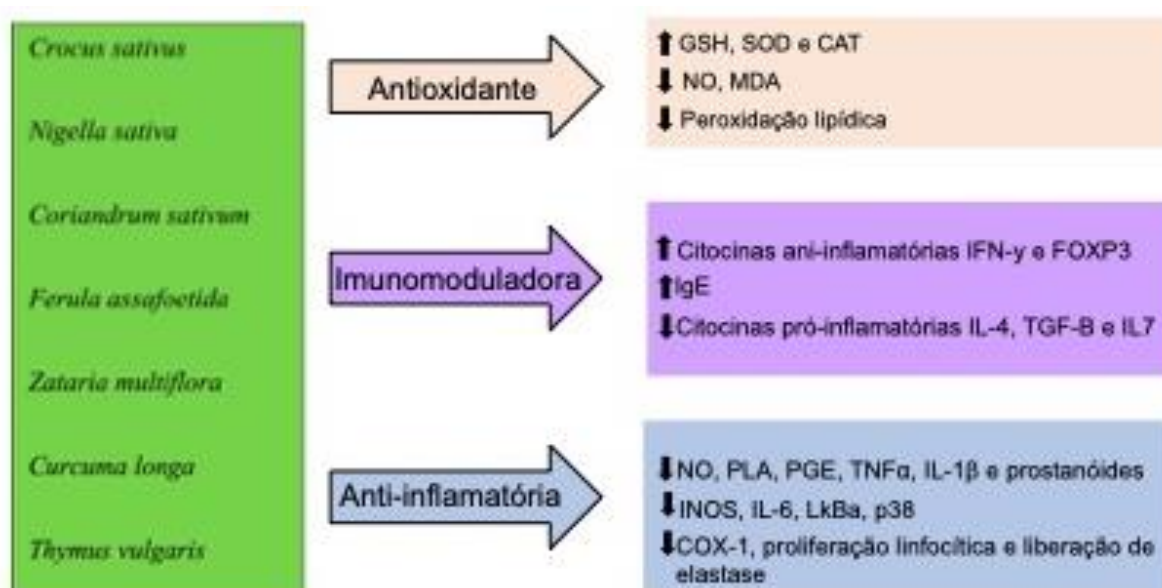 Crocus sativus
Nigella sativa
Coriandrum sativum
Ferula assafoetida
Zataria multiflora
Curcuma longa
Thymus vulgaris
Antioxidante
⬆ GSH, SOD e CAT
⬇ NO, MDA
⬇ Peroxidação lipídica
Imunomoduladora
⬆ Citocinas ani-inflamatórias IFN-y e FOXP3
⬆IgE
⬇Citocinas pró-inflamatórias IL-4, TGF-B e IL7
Anti-inflamatória
⬇NO, PLA, PGE, TNFα, IL-1β e prostanóides
⬇INOS, IL-6, LkBa, p38
⬇COX-1, proliferação linfocítica e liberação de
elastase